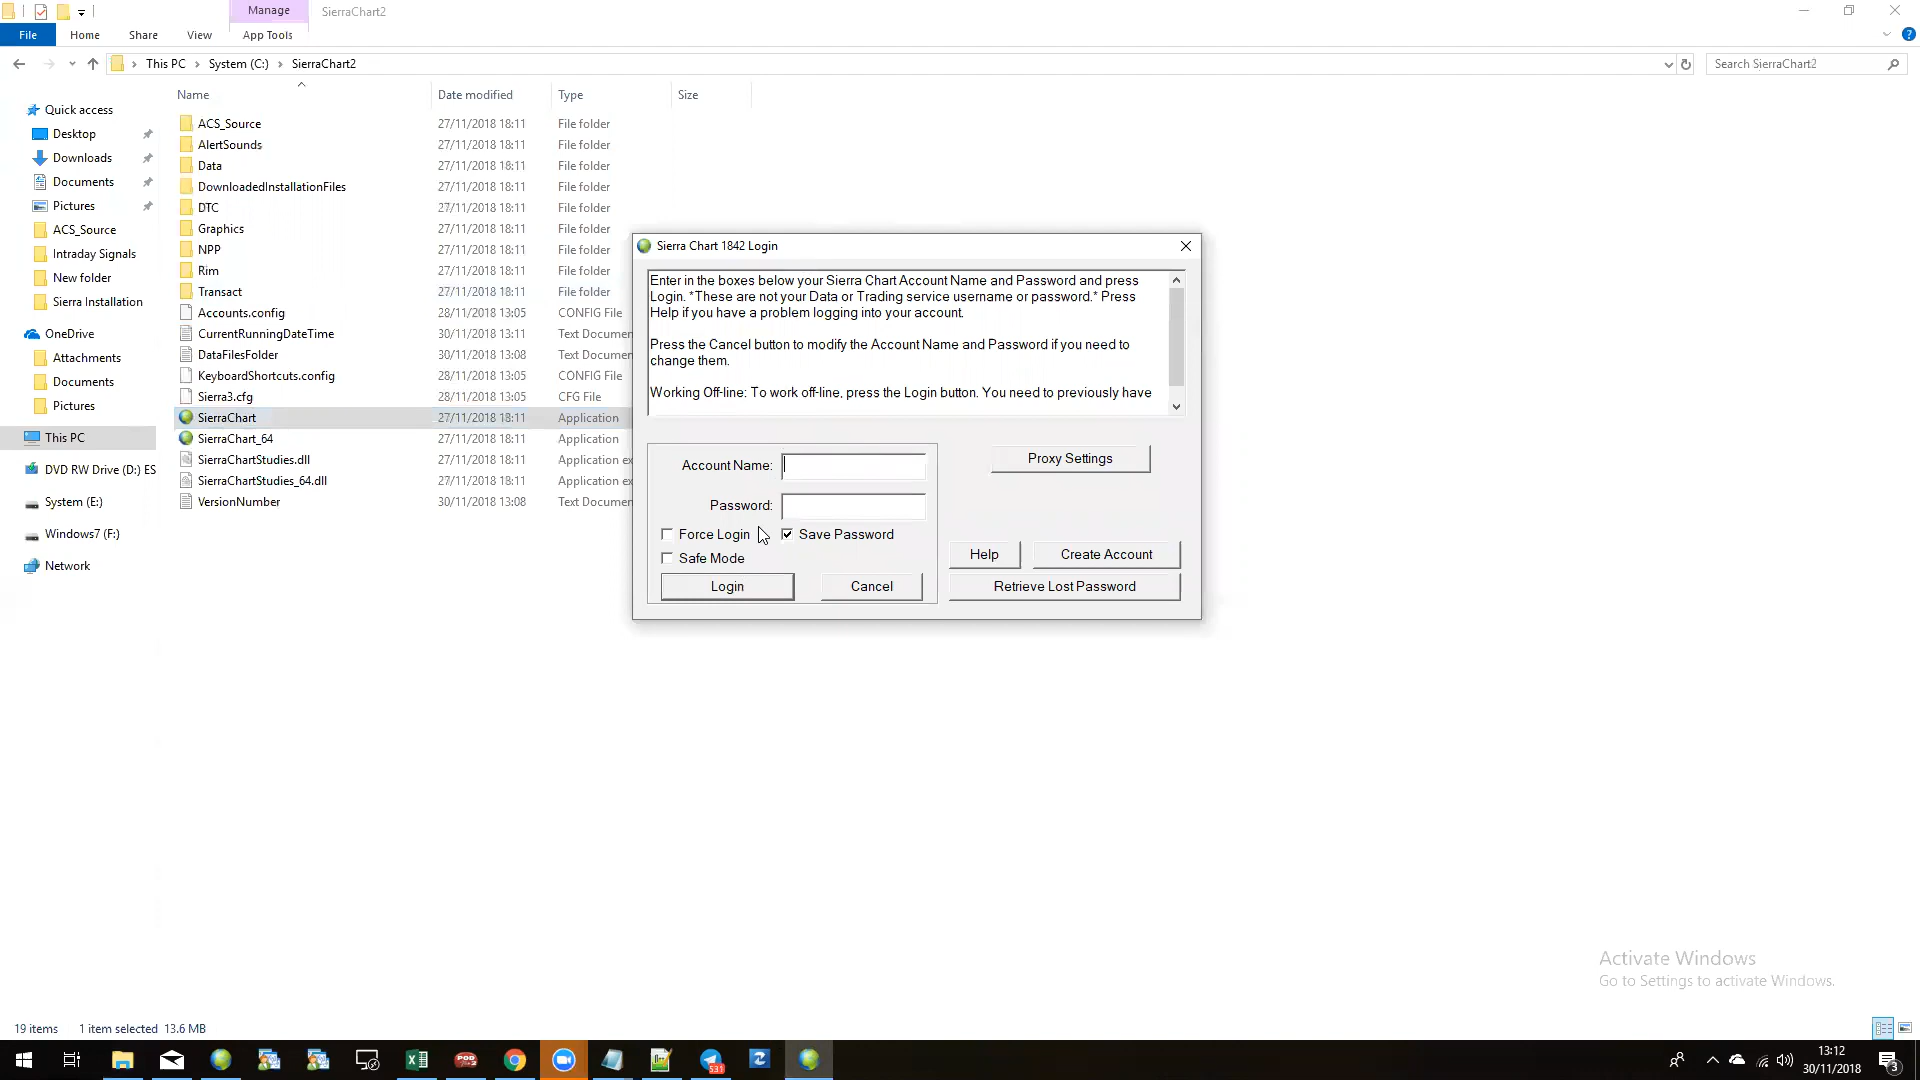 Manage
SierraChart2
File
Home
Share
View
App Tools
This PC
System (C:)
SierraChart2
Search SierraChart2
Name
Date modified
Type
Size
Quick access
Desktop
Downloads
Documents
Pictures
ACS_Source
Intraday Signals
New folder
Sierra Installation
OneDrive
Attachments
Documents
Pictures
This PC
DVD RW Drive (D:) ES
System (E:)
Windows7 (F:)
Network
ACS_Source 27/11/2018 18:11 File folder
AlertSounds 27/11/2018 18:11 File folder
Data 27/11/2018 18:11 File folder
DownloadedInstallationFiles 27/11/2018 18:11 File folder
DTC 27/11/2018 18:11 File folder
Graphics 27/11/2018 18:11 File folder
NPP 27/11/2018 18:11 File folder
Rim 27/11/2018 18:11 File folder
Transact 27/11/2018 18:11 File folder
Accounts.config 28/11/2018 13:05 CONFIG File
CurrentRunningDateTime 30/11/2018 13:11 Text Documen
DataFilesFolder 30/11/2018 13:08 Text Documen
KeyboardShortcuts.config 28/11/2018 13:05 CONFIG File
Sierra3.cfg 28/11/2018 13:05 CFG File
SierraChart 27/11/2018 18:11 Application
SierraChart_64 27/11/2018 18:11 Application
SierraChartStudies.dll 27/11/2018 18:11 Application ex
SierraChartStudies_64.dll 27/11/2018 18:11 Application ex
VersionNumber 30/11/2018 13:08 Text Documen
Sierra Chart 1842 Login
Enter in the boxes below your Sierra Chart Account Name and Password and press
Login. *These are not your Data or Trading service username or password.* Press
Help if you have a problem logging into your account.
Press the Cancel button to modify the Account Name and Password if you need to
change them.
Working Off-line: To work off-line, press the Login button. You need to previously have
Account Name:
Password:
Force Login
Save Password
Safe Mode
Login
Cancel
Proxy Settings
Help
Create Account
Retrieve Lost Password
Activate Windows
Go to Settings to activate Windows.
19 items 1 item selected 13.6 MB
531
13:12
30/11/2018
3